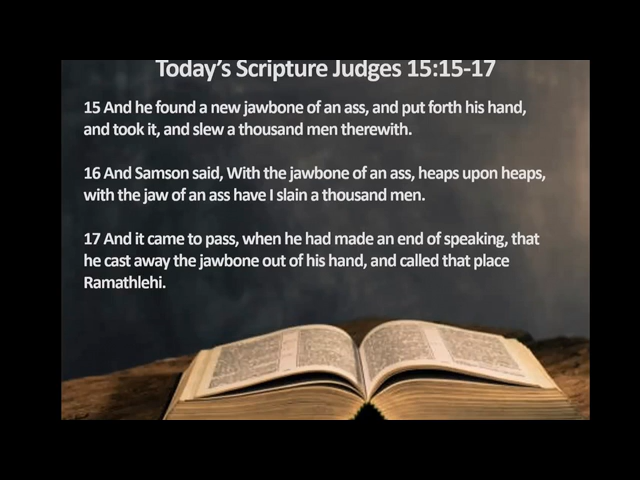 Today's Scripture Judges 15:15-17
15 And he found a new jawbone of an ass, and put forth his hand,
and took it, and slew a thousand men therewith.
16 And Samson said, With the jawbone of an ass, heaps upon heaps,
with the jaw of an ass have I slain a thousand men.
17 And it came to pass, when he had made an end of speaking, that
he cast away the jawbone out of his hand, and called that place
Ramathlehi.